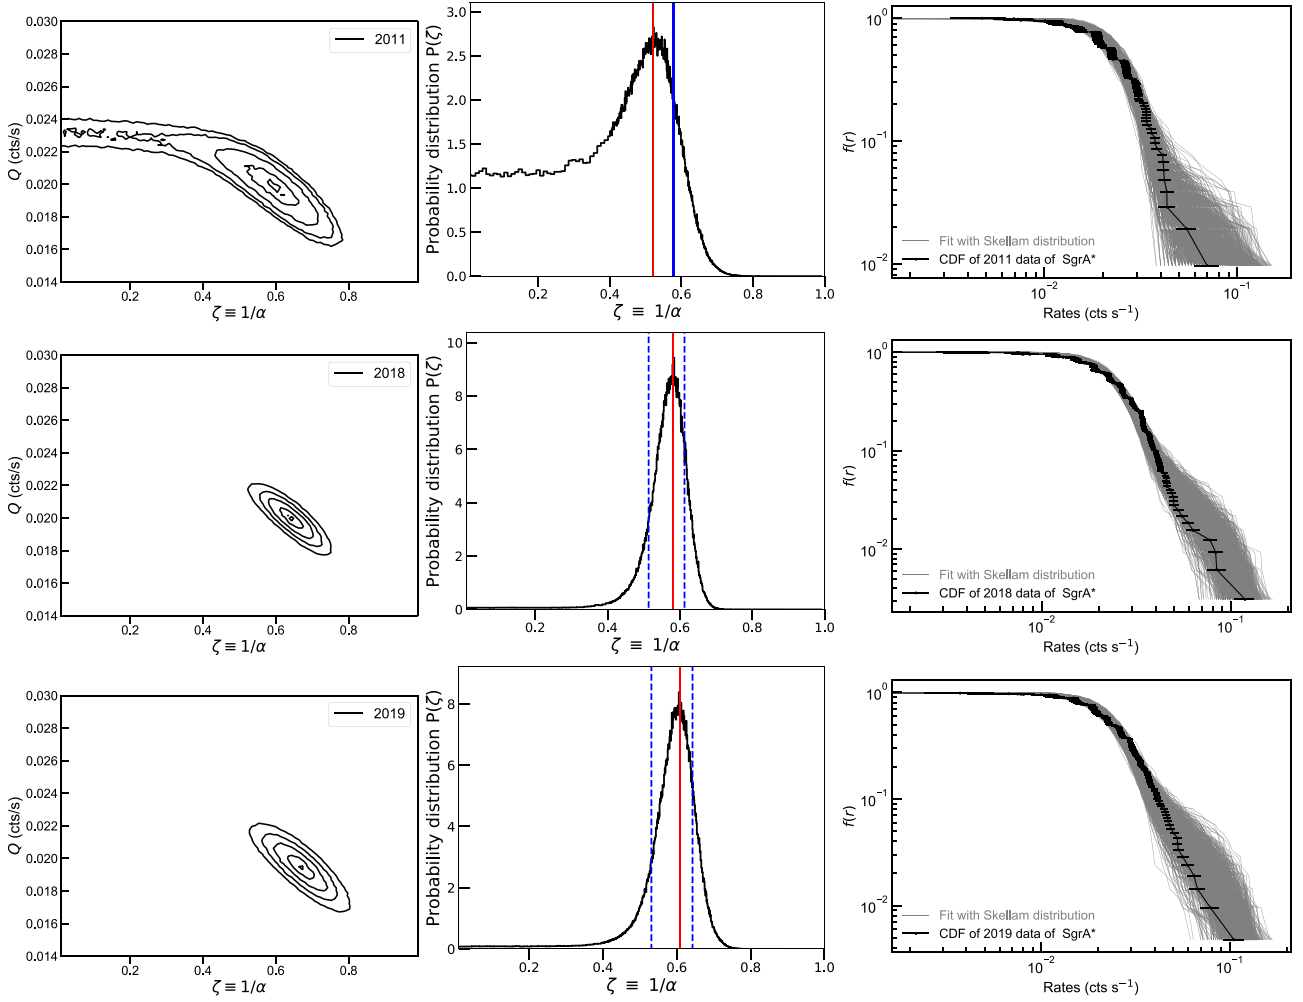 0.030
0.028
0.026
0.024
0.022
0.020
0.018
0.016
0.014
Q (cts/s)
2011
0.2 0.4 0.6 0.8
ζ ≡ 1/α
3.0
2.5
2.0
1.5
1.0
0.5
0.0
Probability distribution P(ζ)
0.2 0.4 0.6 0.8 1.0
ζ ≡ 1/α
10⁰
10⁻¹
10⁻²
f(r)
Fit with Skellam distribution
CDF of 2011 data of SgrA*
10⁻² 10⁻¹
Rates (cts s⁻¹)
0.030
0.028
0.026
0.024
0.022
0.020
0.018
0.016
0.014
Q (cts/s)
2018
0.2 0.4 0.6 0.8
ζ ≡ 1/α
10
8
6
4
2
0
Probability distribution P(ζ)
0.2 0.4 0.6 0.8 1.0
ζ ≡ 1/α
10⁰
10⁻¹
10⁻²
f(r)
Fit with Skellam distribution
CDF of 2018 data of SgrA*
10⁻² 10⁻¹
Rates (cts s⁻¹)
0.030
0.028
0.026
0.024
0.022
0.020
0.018
0.016
0.014
Q (cts/s)
2019
0.2 0.4 0.6 0.8
ζ ≡ 1/α
8
6
4
2
0
Probability distribution P(ζ)
0.2 0.4 0.6 0.8 1.0
ζ ≡ 1/α
10⁰
10⁻¹
10⁻²
f(r)
Fit with Skellam distribution
CDF of 2019 data of SgrA*
10⁻² 10⁻¹
Rates (cts s⁻¹)